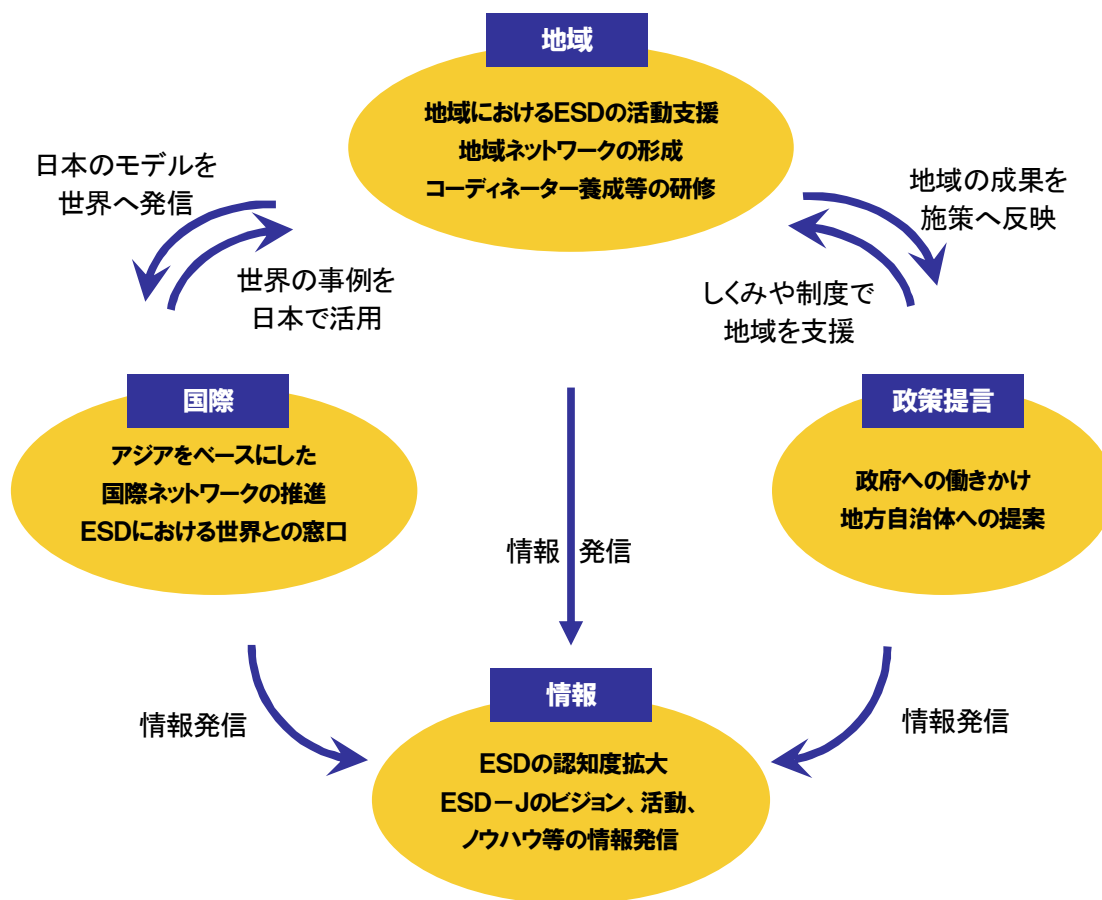 地域
地域におけるESDの活動支援
地域ネットワークの形成
コーディネーター養成等の研修
日本のモデルを
世界へ発信
世界の事例を
日本で活用
地域の成果を
施策へ反映
しくみや制度で
地域を支援
国際
アジアをベースにした
国際ネットワークの推進
ESDにおける世界との窓口
政策提言
政府への働きかけ
地方自治体への提案
情報 発信
情報発信
情報発信
情報
ESDの認知度拡大
ESD－Jのビジョン、活動、
ノウハウ等の情報発信